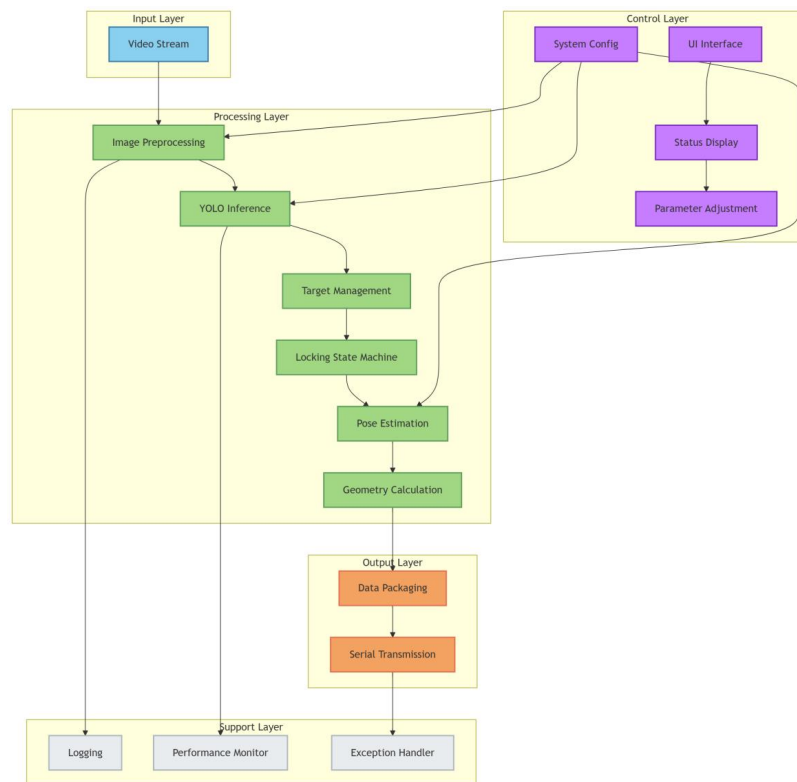 Input Layer
Video Stream
Control Layer
System Config
UI Interface
Status Display
Parameter Adjustment
Processing Layer
Image Preprocessing
YOLO Inference
Target Management
Locking State Machine
Pose Estimation
Geometry Calculation
Output Layer
Data Packaging
Serial Transmission
Support Layer
Logging
Performance Monitor
Exception Handler